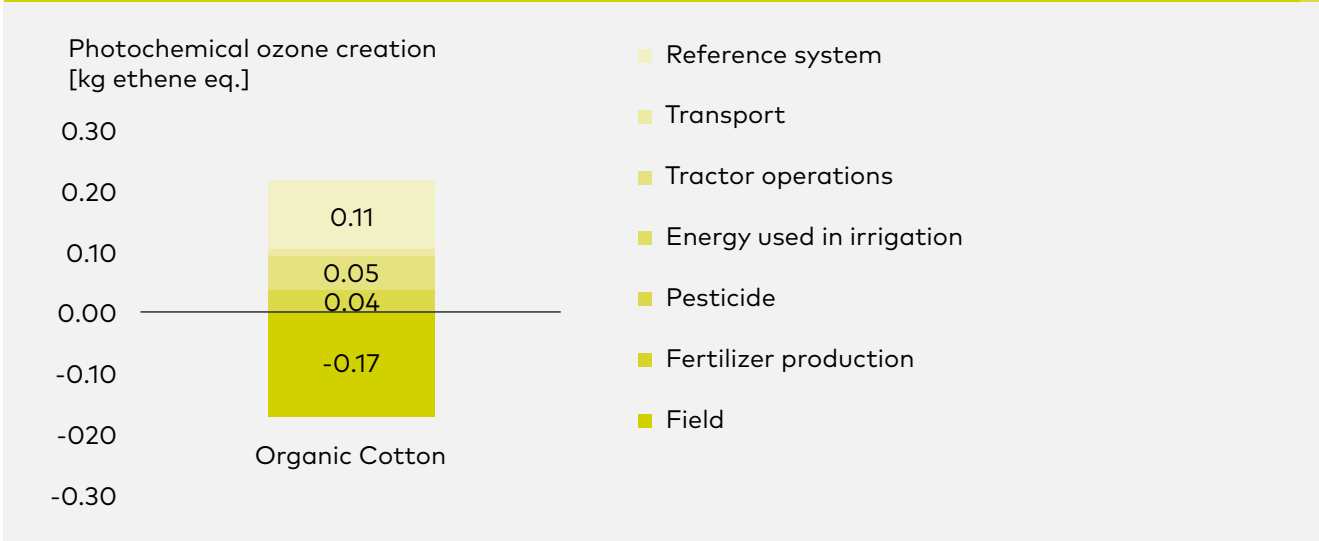 Photochemical ozone creation
[kg ethene eq.]
0.30
0.20
0.10
0.00
-0.10
-020
-0.30
0.11
0.05
0.04
-0.17
Organic Cotton
Reference system
Transport
Tractor operations
Energy used in irrigation
Pesticide
Fertilizer production
Field